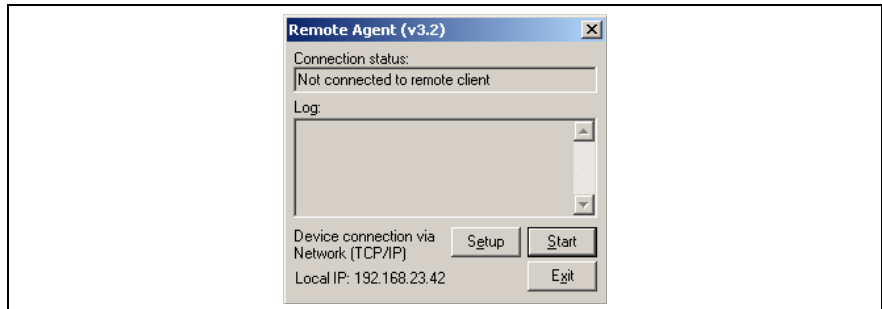 Remote Agent (v3.2)
Connection status:
Not connected to remote client
Log:
Device connection via
Network (TCP/IP)
Setup
Start
Local IP: 192.168.23.42
Exit